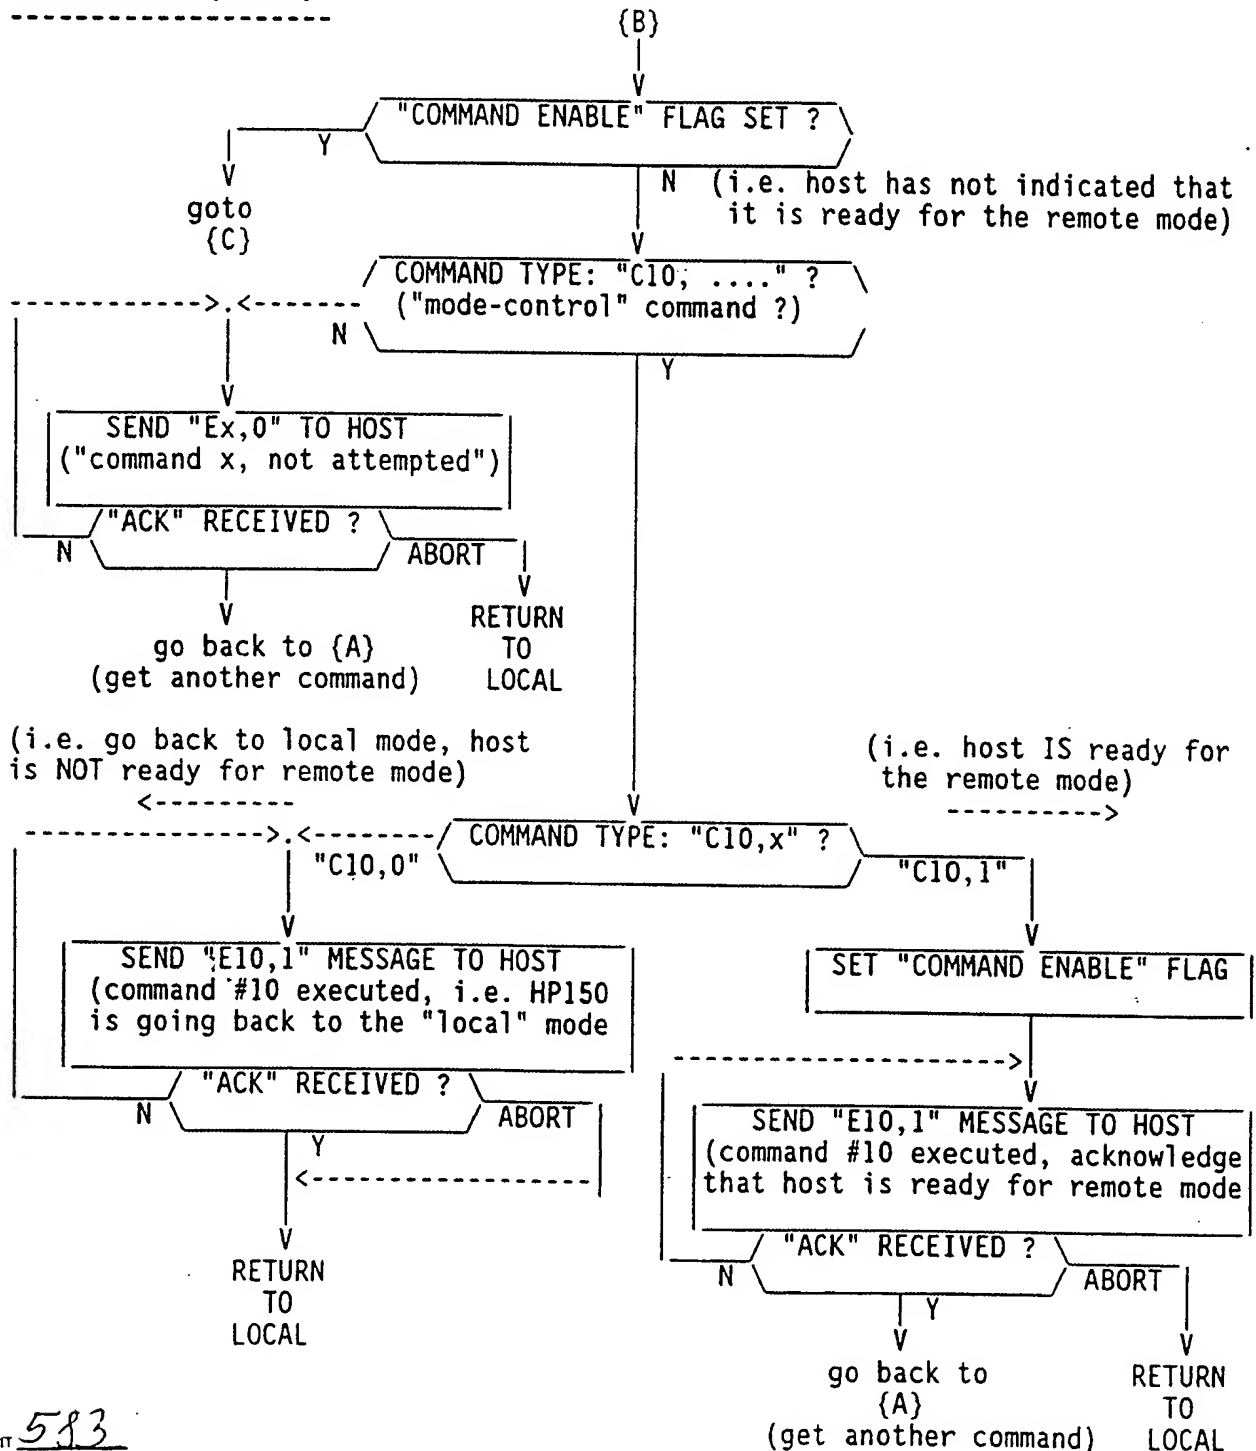 {B}
"COMMAND ENABLE" FLAG SET ?
Y
N (i.e. host has not indicated that
it is ready for the remote mode)
goto
{C}
COMMAND TYPE: "C10, ...." ?
("mode-control" command ?)
N
Y
SEND "Ex,0" TO HOST
("command x, not attempted")
"ACK" RECEIVED ?
N
ABORT
go back to {A}
(get another command)
RETURN
TO
LOCAL
(i.e. go back to local mode, host
is NOT ready for remote mode)
(i.e. host IS ready for
the remote mode)
COMMAND TYPE: "C10,x" ?
"C10,0"
"C10,1"
SEND "E10,1" MESSAGE TO HOST
(command #10 executed, i.e. HP150
is going back to the "local" mode
"ACK" RECEIVED ?
N
Y
ABORT
RETURN
TO
LOCAL
SET "COMMAND ENABLE" FLAG
SEND "E10,1" MESSAGE TO HOST
(command #10 executed, acknowledge
that host is ready for remote mode
"ACK" RECEIVED ?
N
Y
ABORT
go back to
{A}
(get another command)
RETURN
TO
LOCAL
583